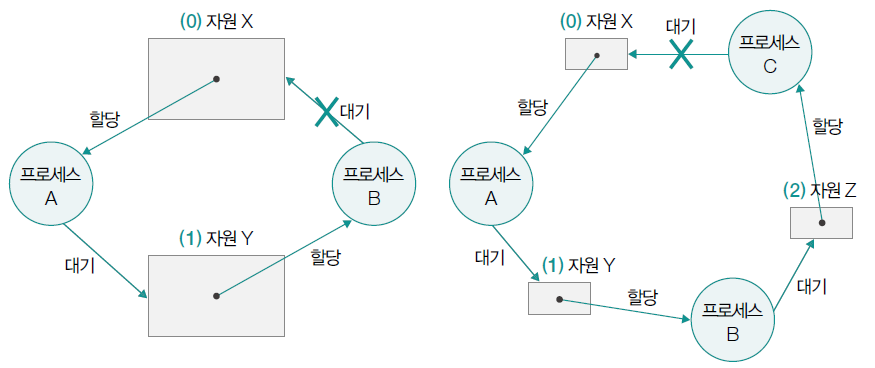 (0) 자원 X
할당
대기
프로세스
A
프로세스
B
(1) 자원 Y
대기
할당
(0) 자원 X
대기
프로세스
C
할당
할당
프로세스
A
(2) 자원 Z
대기
(1) 자원 Y
할당
대기
프로세스
B